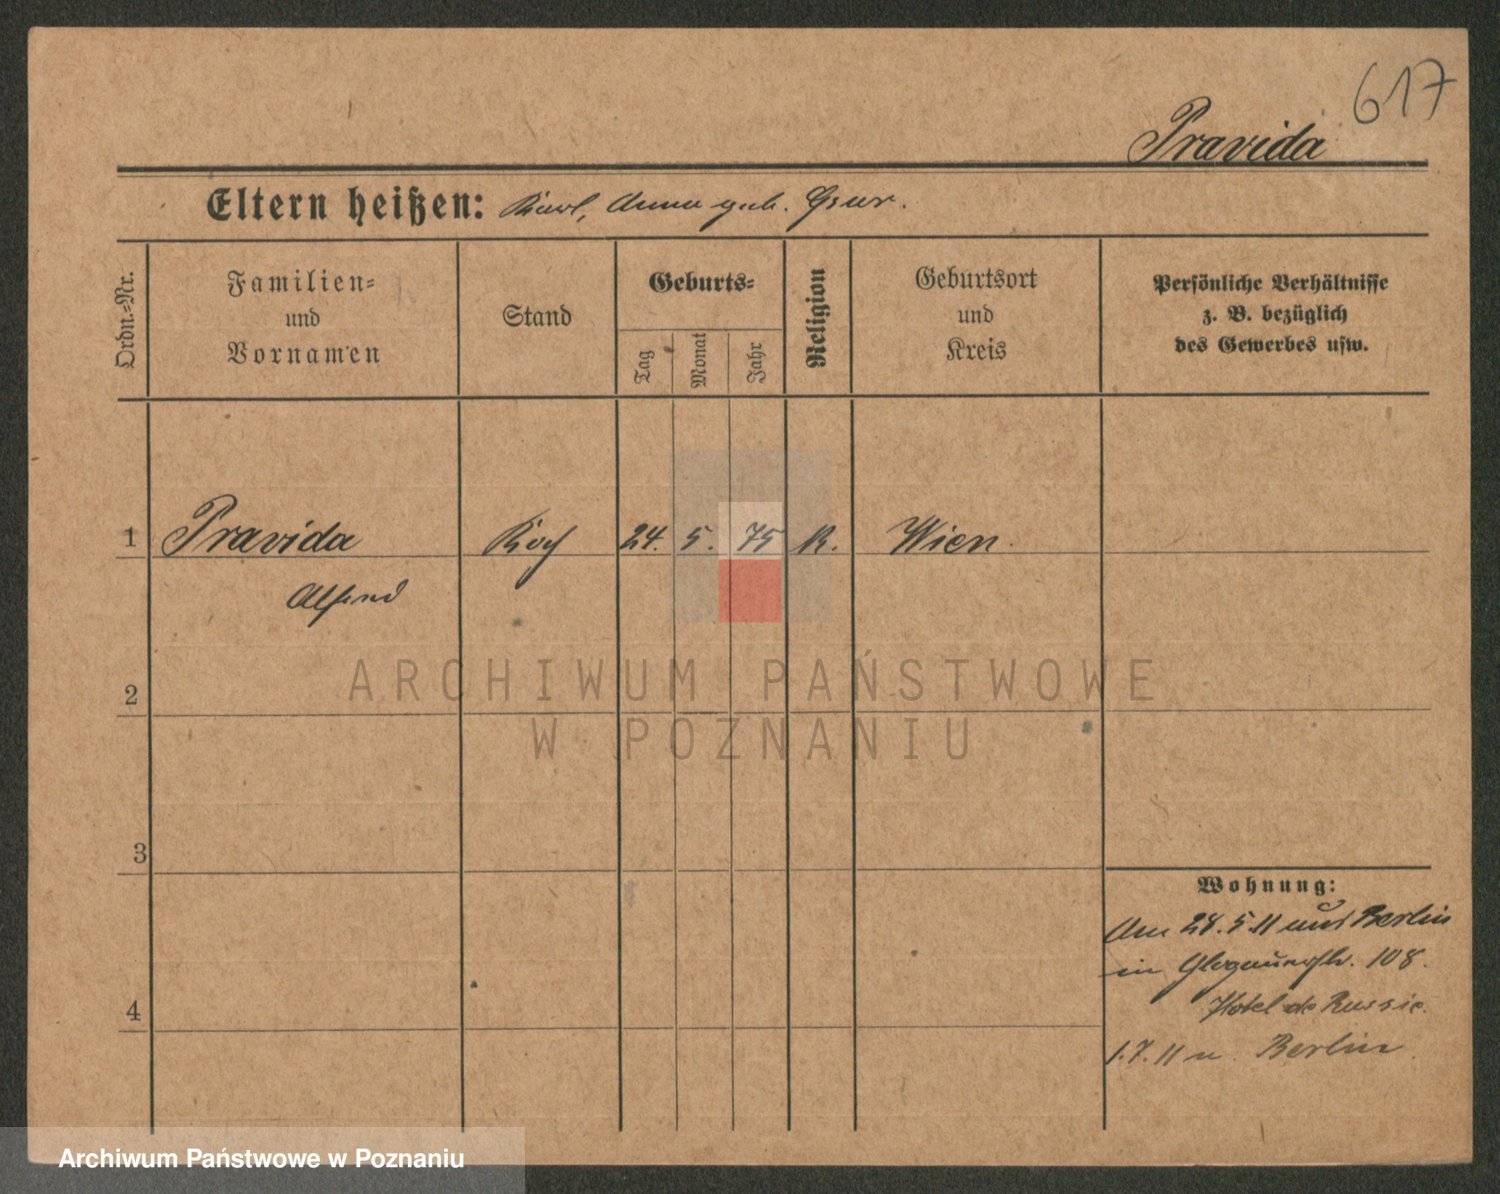 617
Pravida
Eltern heißen: Karl, Anna geb.
Ordn.-Nr.
Familien-
und
Vornamen
Stand
Geburts-
Tag
Monat
Jahr
Religion
Geburtsort
und
Kreis
Persönliche Verhältnisse
z. B. bezüglich
des Gewerbes usw.
1 Pravida Koch 24. 5. 75 K. Wien.
Alfred
ARCHIWUM PAŃSTWOWE
W POZNANIU
2
3
4
Wohnung:
Am 28.5.11 aus Berlin
in Glogauerstr. 108.
Hotel de Russie.
1.7.11 n. Berlin
Archiwum Państwowe w Poznaniu